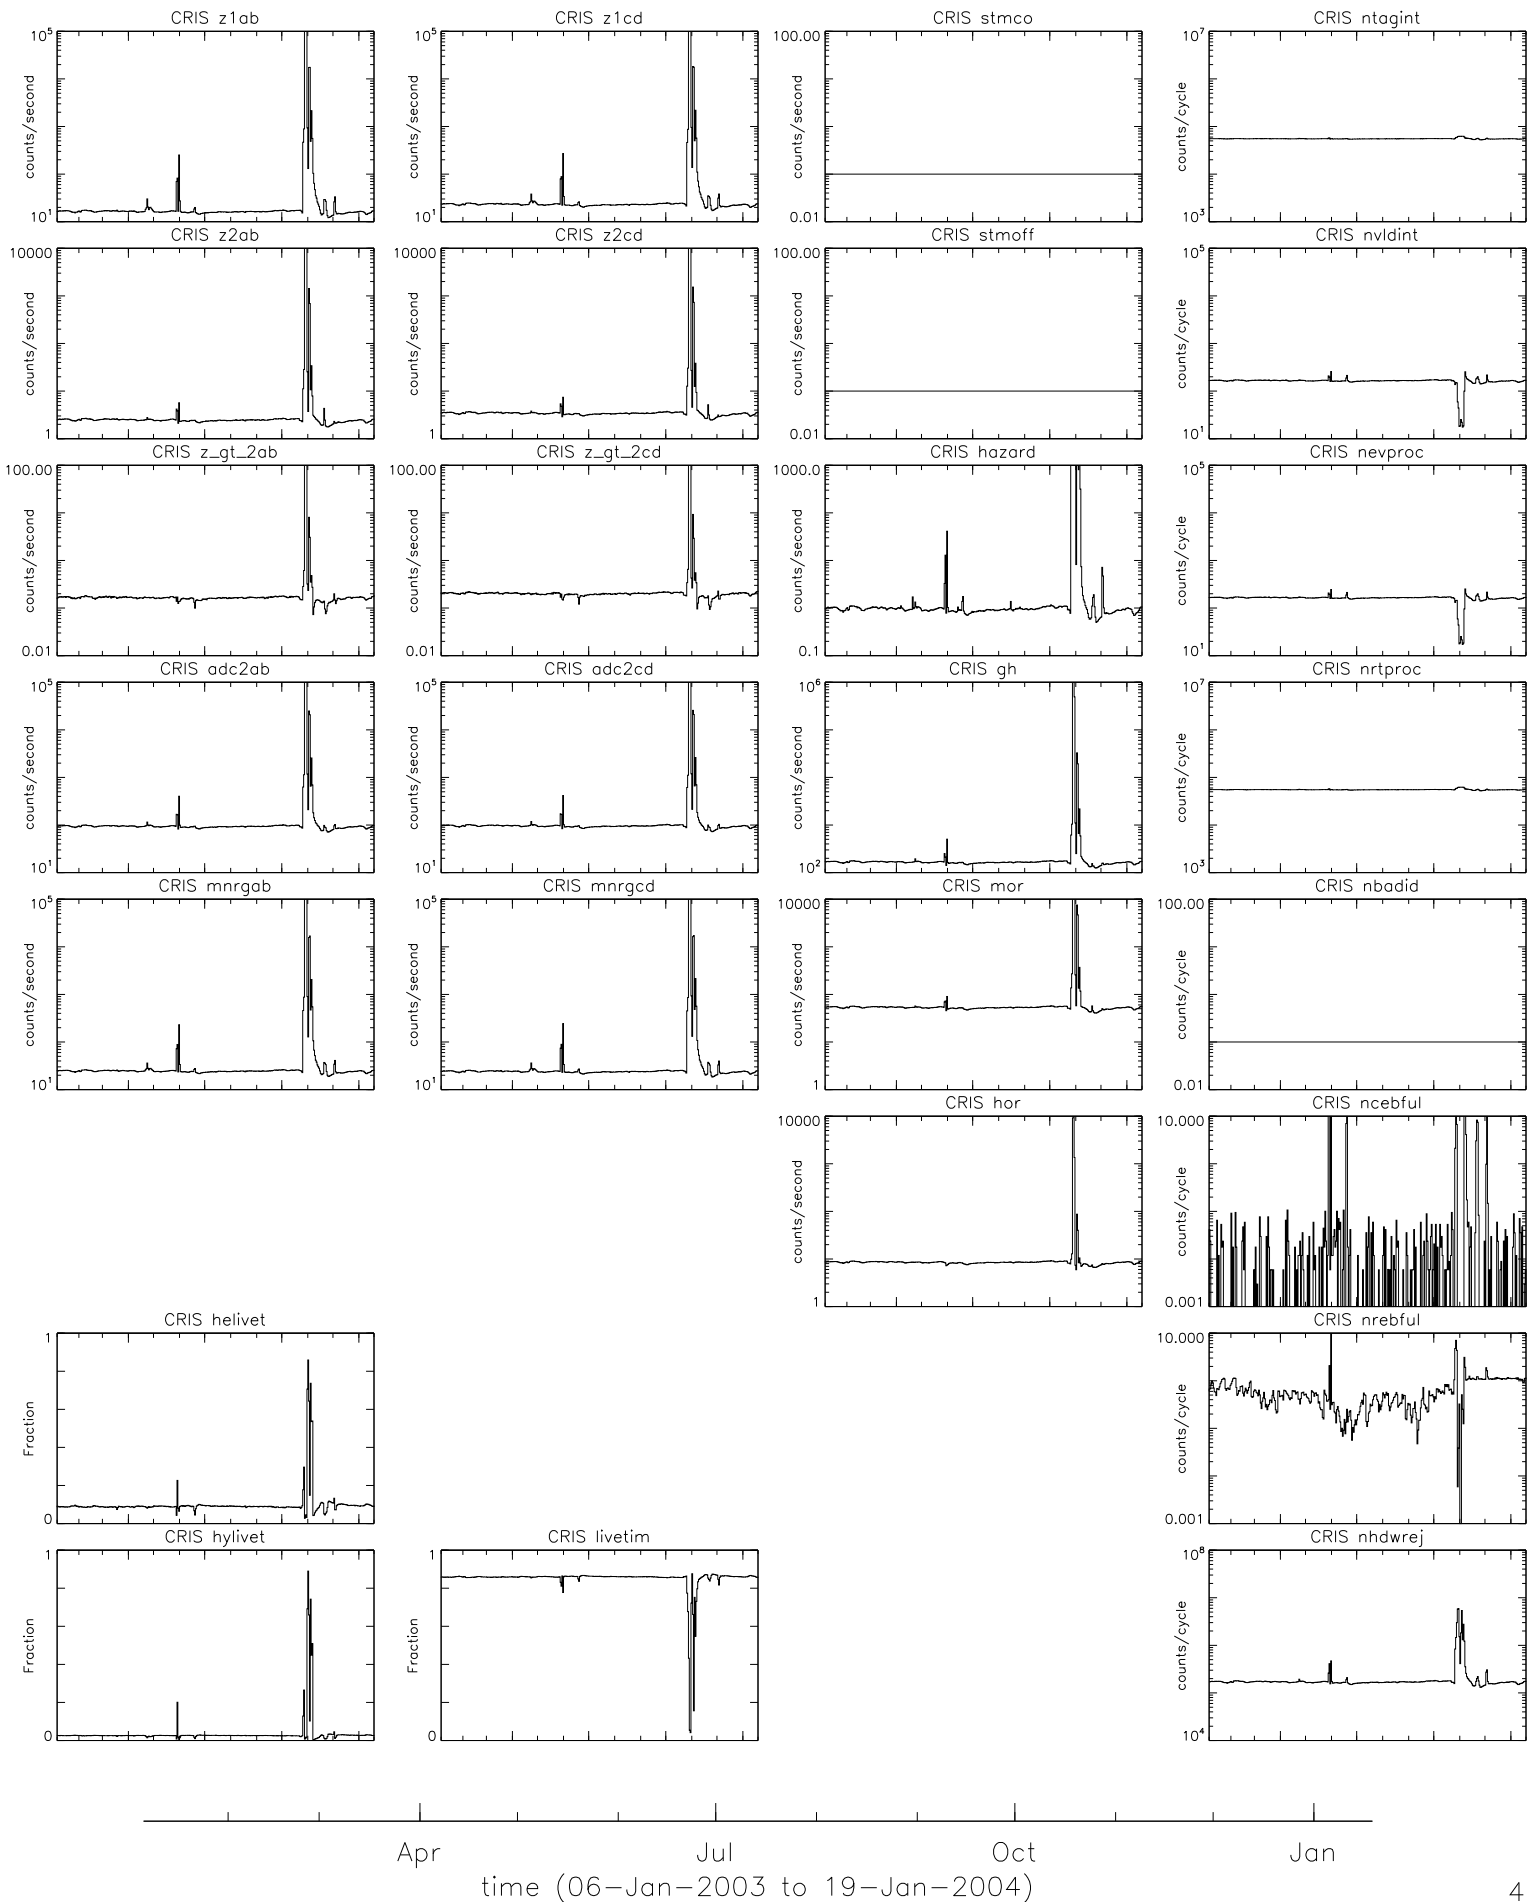 CRIS z1ab
10^5
counts/second
10^1
CRIS z1cd
10^5
counts/second
10^1
CRIS stmco
100.00
counts/second
0.01
CRIS ntagint
10^7
counts/cycle
10^3
CRIS z2ab
10000
counts/second
1
CRIS z2cd
10000
counts/second
1
CRIS stmoff
100.00
counts/second
0.01
CRIS nvldint
10^5
counts/cycle
10^1
CRIS z_gt_2ab
100.00
counts/second
0.01
CRIS z_gt_2cd
100.00
counts/second
0.01
CRIS hazard
1000.0
counts/second
0.1
CRIS nevproc
10^5
counts/cycle
10^1
CRIS adc2ab
10^5
counts/second
10^1
CRIS adc2cd
10^5
counts/second
10^1
CRIS gh
10^6
counts/second
10^2
CRIS nrtproc
10^7
counts/cycle
10^3
CRIS mnrgab
10^5
counts/second
10^1
CRIS mnrgcd
10^5
counts/second
10^1
CRIS mor
10000
counts/second
1
CRIS nbadid
100.00
counts/cycle
0.01
CRIS hor
10000
counts/second
1
CRIS ncebful
10.000
counts/cycle
0.001
CRIS helivet
1
Fraction
0
CRIS nrebful
10.000
counts/cycle
0.001
CRIS hylivet
1
Fraction
0
CRIS livetim
1
Fraction
0
CRIS nhdwrej
10^8
counts/cycle
10^4
Apr Jul Oct Jan
time (06-Jan-2003 to 19-Jan-2004)
4